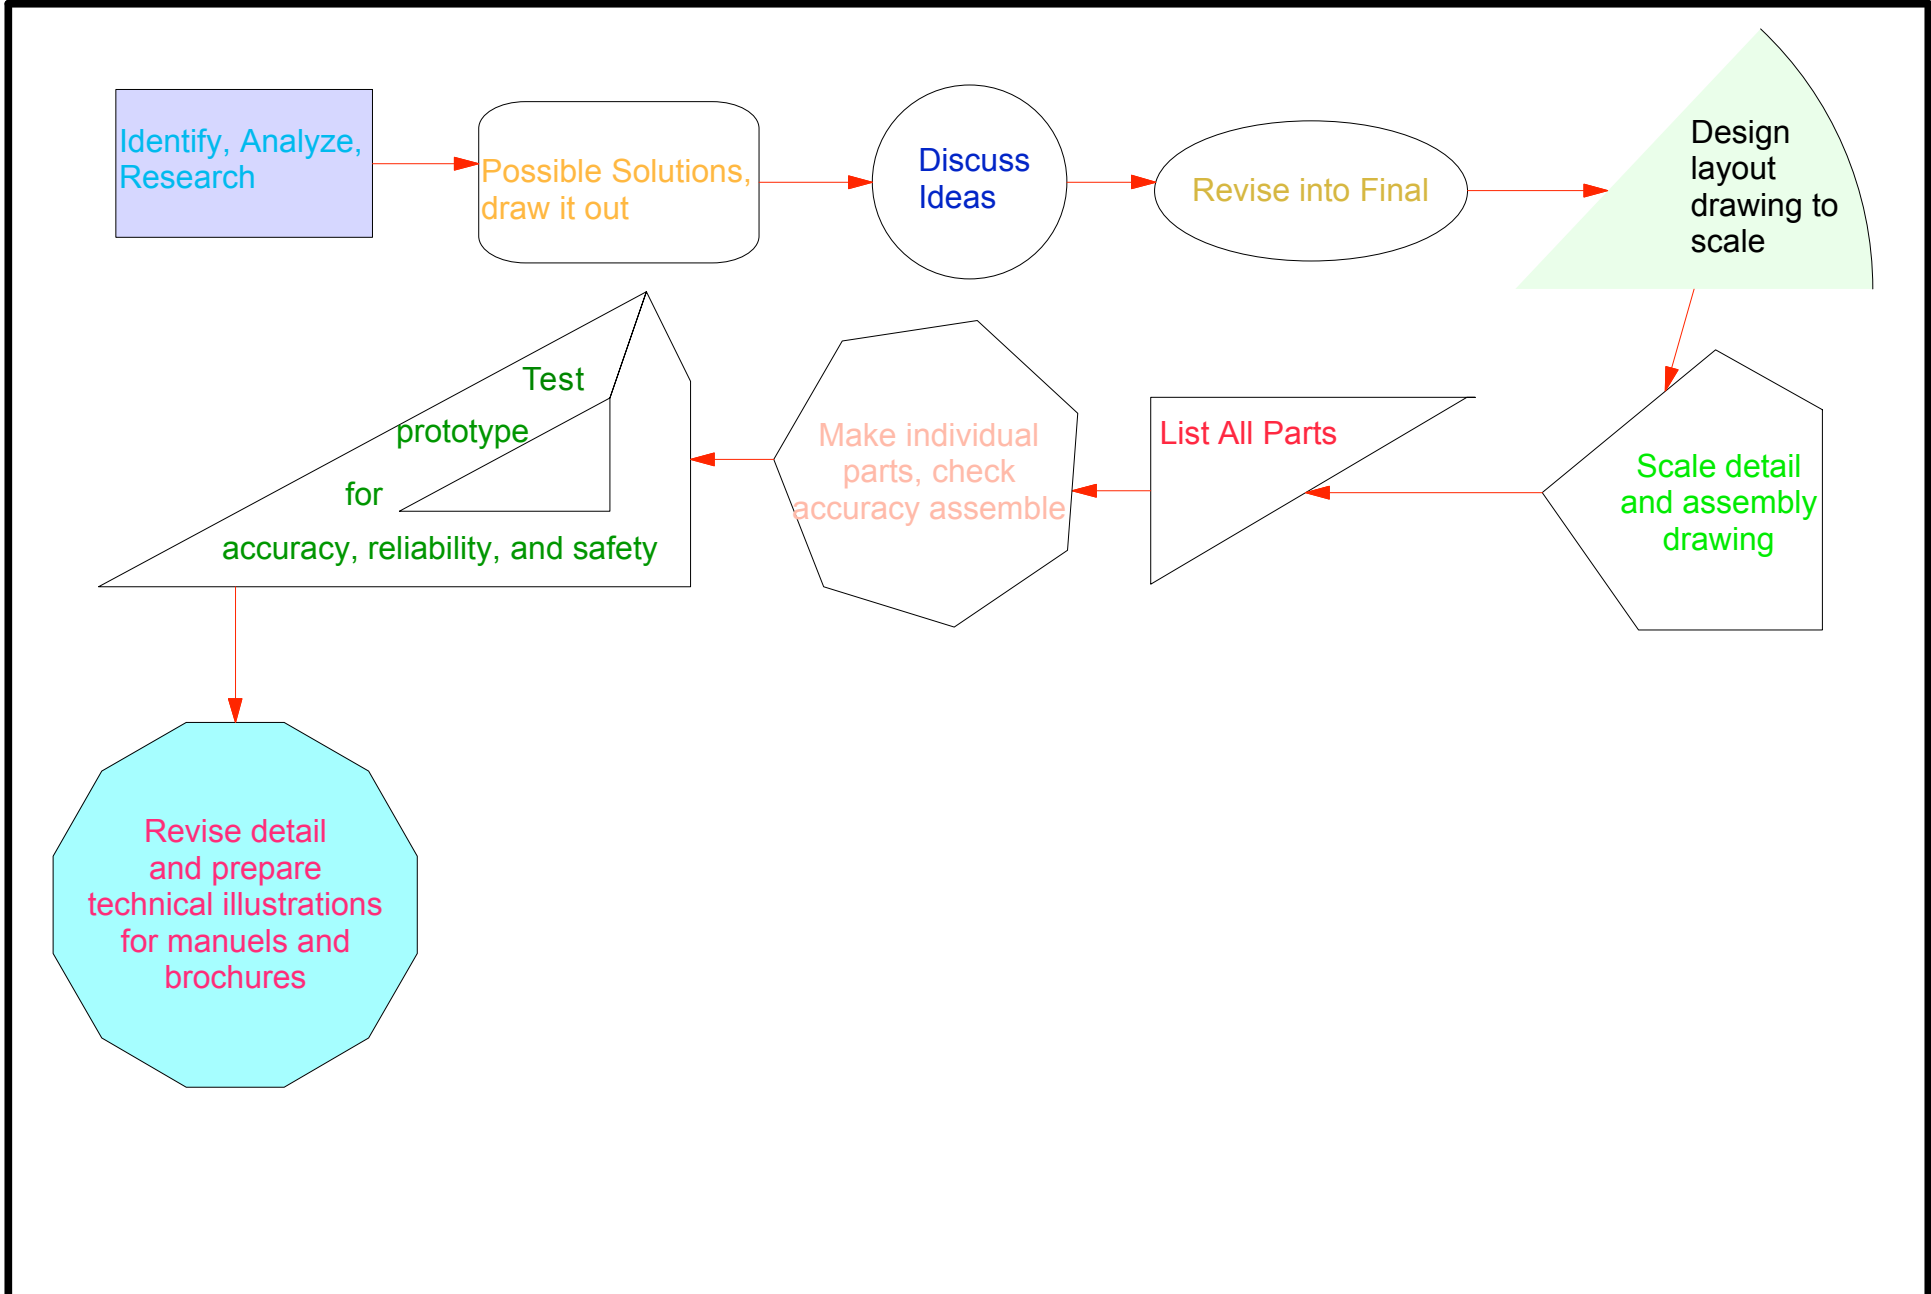 Identify, Analyze,
Research
Possible Solutions,
draw it out
Discuss
Ideas
Revise into Final
Design
layout
drawing to
scale
Scale detail
and assembly
drawing
List All Parts
Make individual
parts, check
accuracy assemble
Test
prototype
for
accuracy, reliability, and safety
Revise detail
and prepare
technical illustrations
for manuels and
brochures